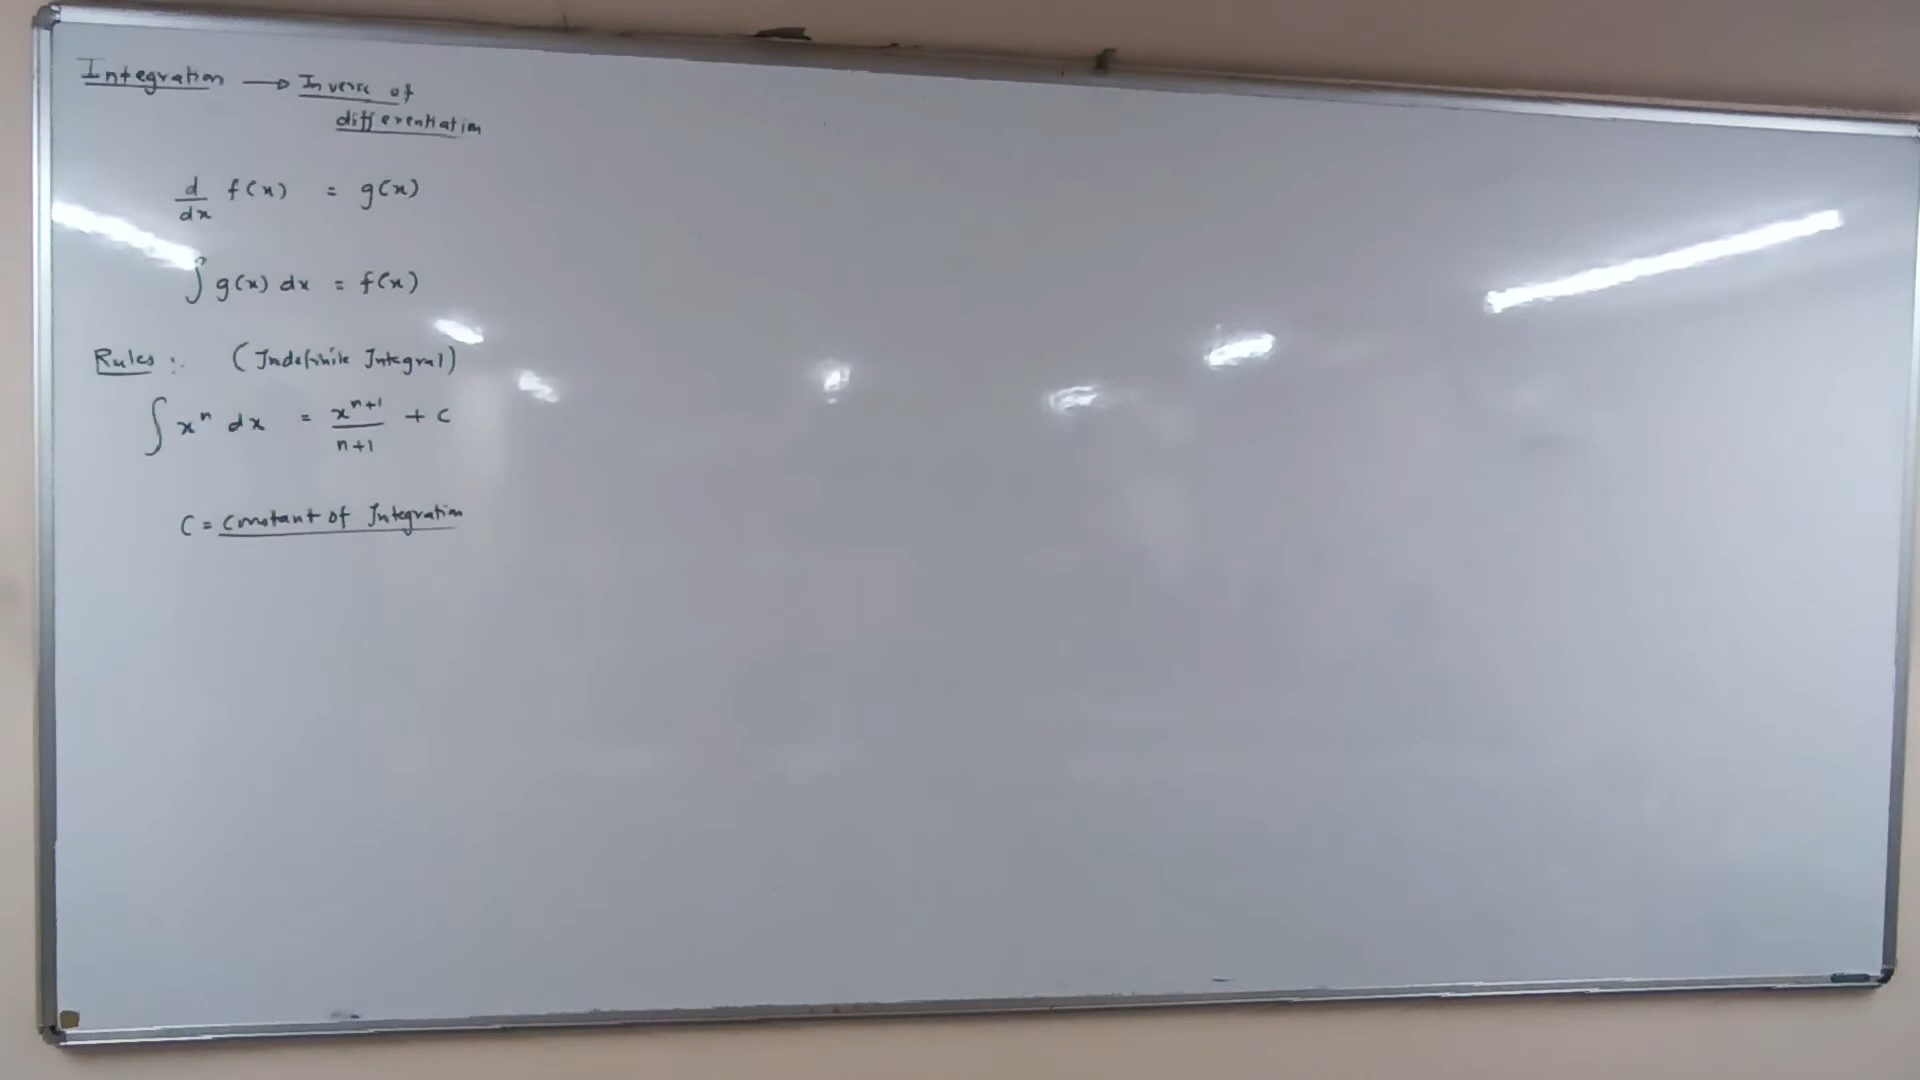 Integration → Inverse of
differentiation
d/dx f(x) = g(x)
∫ g(x) dx = f(x)
Rules :. (Indefinite Integral)
∫ xⁿ dx = xⁿ⁺¹/n+1 + c
C = constant of Integration